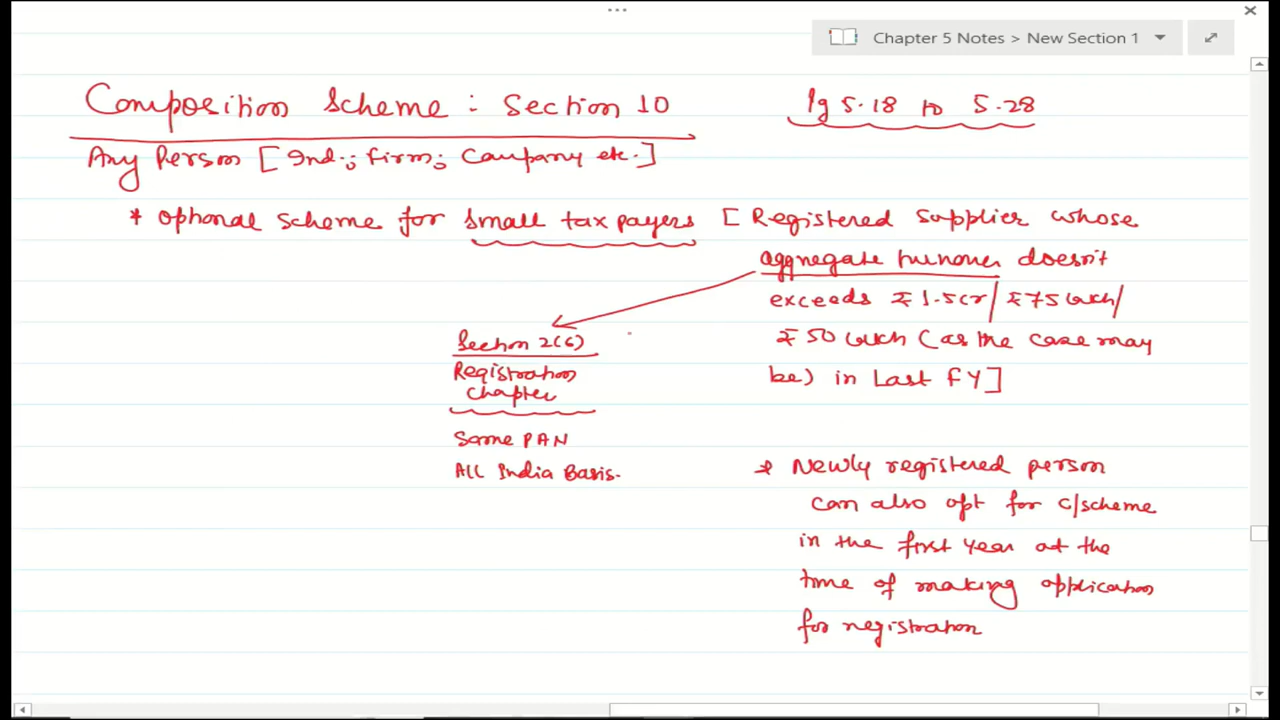 Chapter 5 Notes > New Section 1
Composition Scheme : Section 10
Pg 5.18 to 5.28
Any Person [Ind.; firm; Company etc.]
* Optional scheme for small tax payers [Registered supplier whose
aggregate turnover doesn't
exceeds ₹1.5cr/ ₹75 lakh/
₹50 lakh (as the case may
be) in Last FY]
Section 2(6)
Registration
Chapter
Same PAN
All India Basis.
* Newly registered person
can also opt for c/scheme
in the first year at the
time of making application
for registration